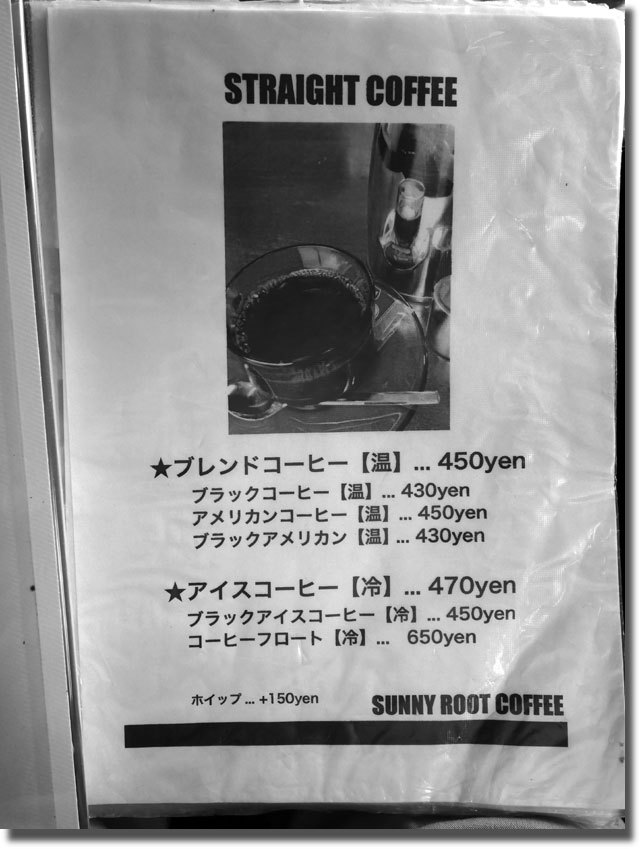 STRAIGHT COFFEE
★ブレンドコーヒー【温】... 450yen
ブラックコーヒー【温】... 430yen
アメリカンコーヒー【温】... 450yen
ブラックアメリカン【温】... 430yen
★アイスコーヒー【冷】... 470yen
ブラックアイスコーヒー【冷】... 450yen
コーヒーフロート【冷】... 650yen
ホイップ... +150yen
SUNNY ROOT COFFEE